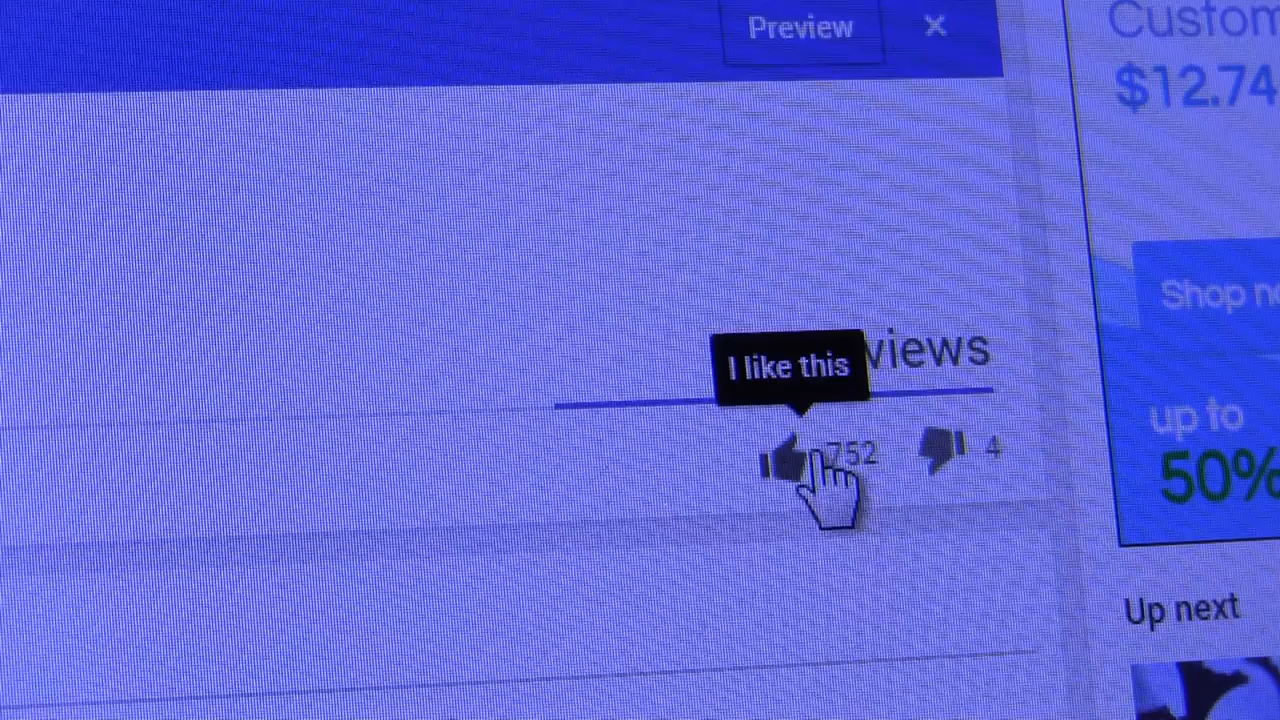 Preview ×
Custom
$12.74
Shop
I like this
views
752
4
up to
50%
Up next